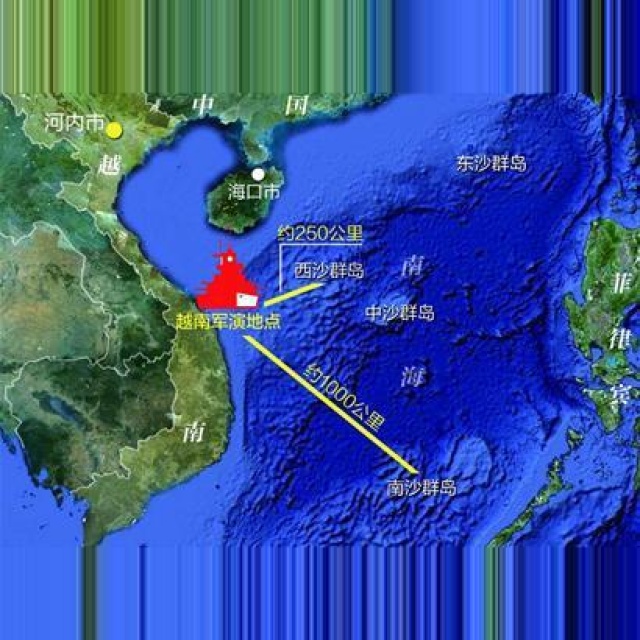 中 国
河内市
越
海口市
东沙群岛
约250公里
西沙群岛
南
菲
中沙群岛
越南军演地点
律
海
宾
约1000公里
南
南沙群岛